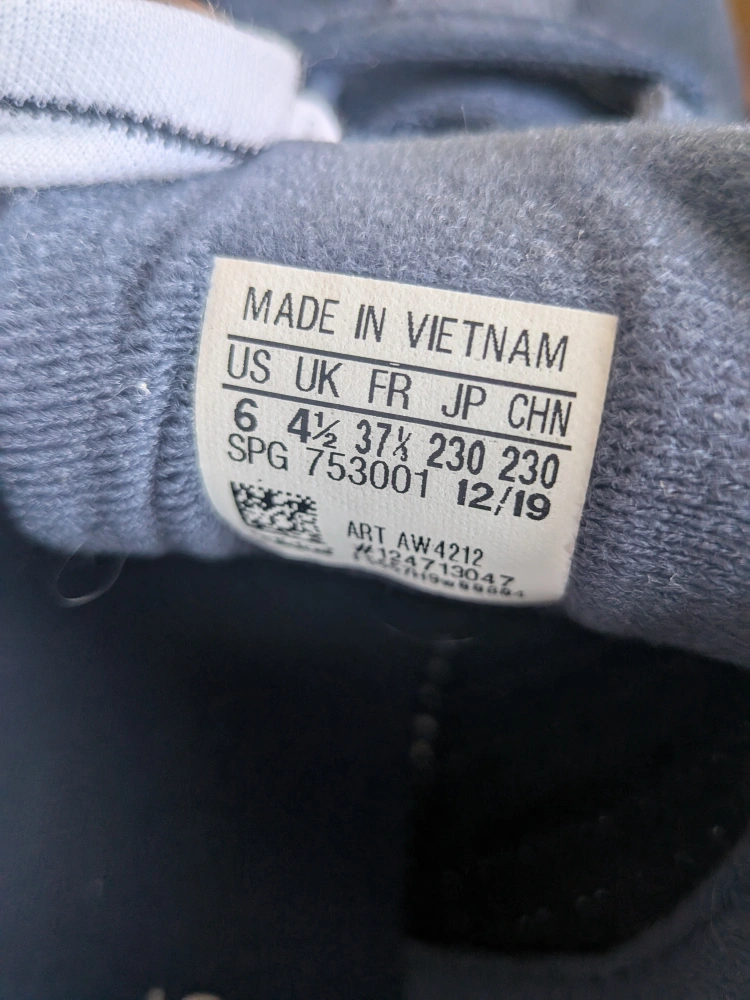 MADE IN VIETNAM
US UK FR JP CHN
6 4½ 37⅓ 230 230
SPG 753001 12/19
ART AW4212
#124713047